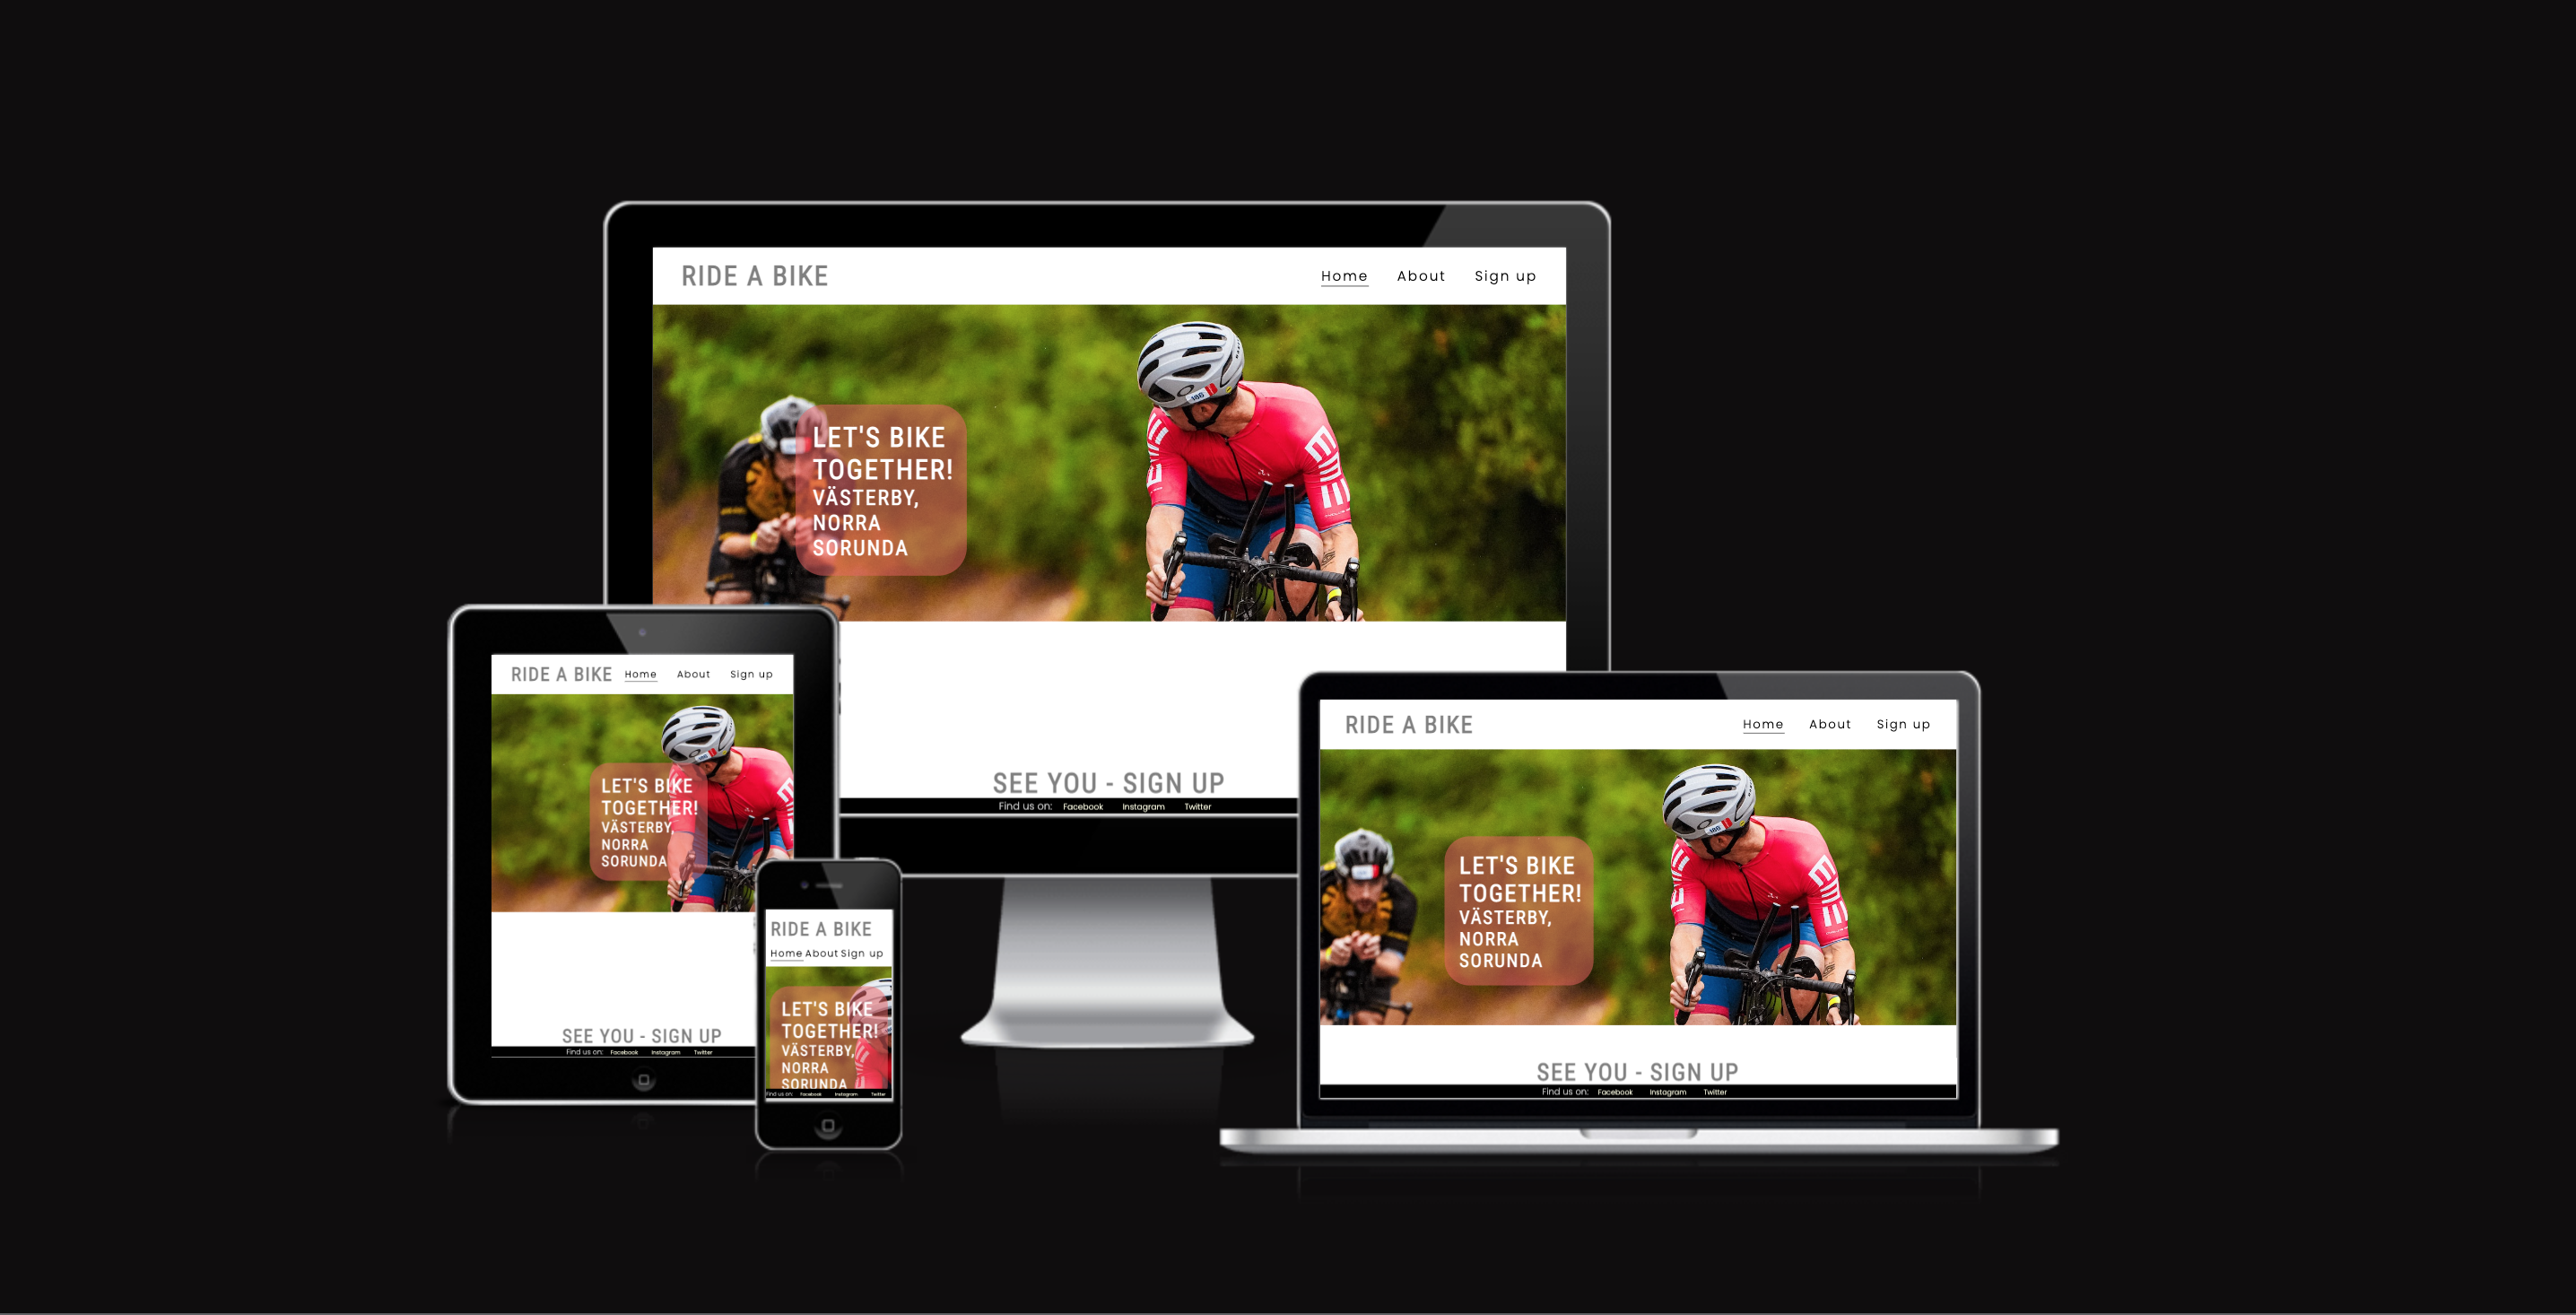 RIDE A BIKE
Home About Sign up
LET'S BIKE
TOGETHER!
VÄSTERBY,
NORRA
SORUNDA
SEE YOU - SIGN UP
Find us on: Facebook Instagram Twitter
RIDE A BIKE Home About Sign up
LET'S BIKE
TOGETHER!
VÄSTERBY,
NORRA
SORUNDA
SEE YOU - SIGN UP
Find us on: Facebook Instagram Twitter
RIDE A BIKE
Home About Sign up
LET'S BIKE
TOGETHER!
VÄSTERBY,
NORRA
SORUNDA
Find us on: Facebook Instagram Twitter
RIDE A BIKE
Home About Sign up
LET'S BIKE
TOGETHER!
VÄSTERBY,
NORRA
SORUNDA
SEE YOU - SIGN UP
Find us on: Facebook Instagram Twitter